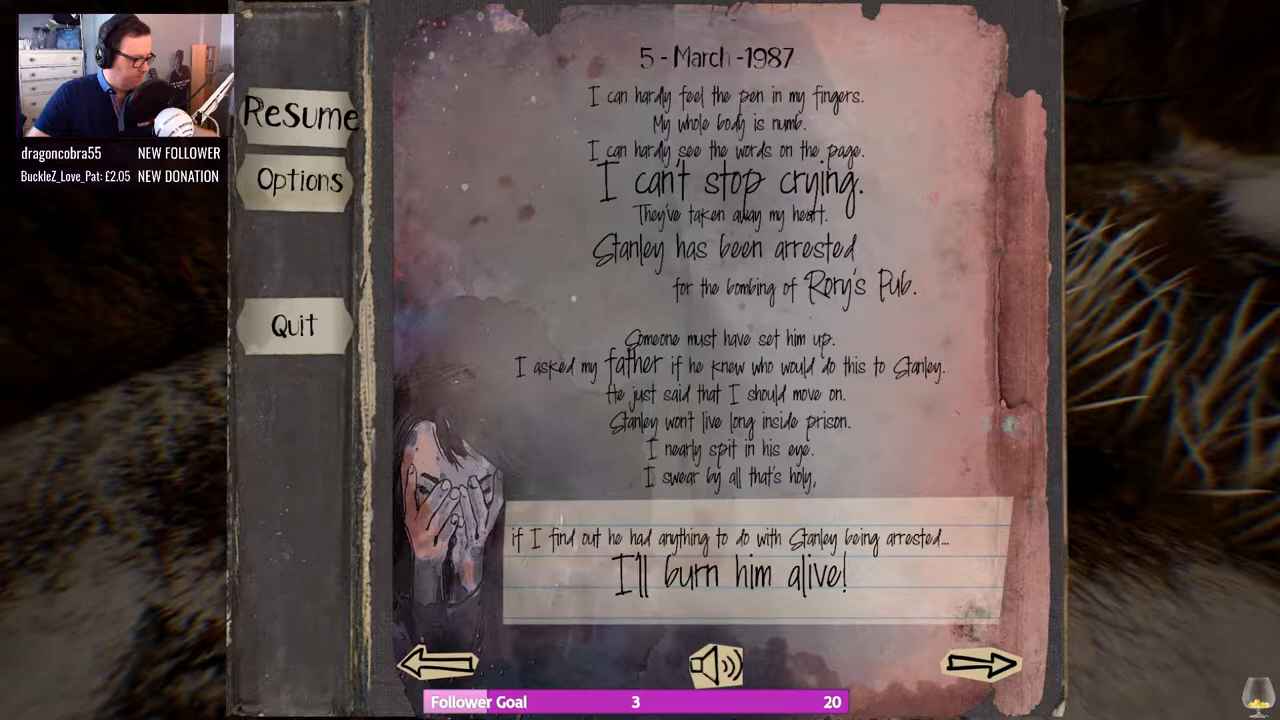 dragoncobra55 NEW FOLLOWER
BuckleZ_Love_Pat: £2.05 NEW DONATION
Resume
Options
Quit
5 - March -1987
I can hardly feel the pen in my fingers.
My whole body is numb.
I can hardly see the words on the page.
I can't stop crying.
They've taken away my heart.
Stanley has been arrested
for the bombing of Rory's Pub.
Someone must have set him up.
I asked my father if he knew who would do this to Stanley.
He just said that I should move on.
Stanley won't live long inside prison.
I nearly spit in his eye.
I swear by all that's holy,
if I find out he had anything to do with Stanley being arrested...
I'll burn him alive!
Follower Goal 3 20